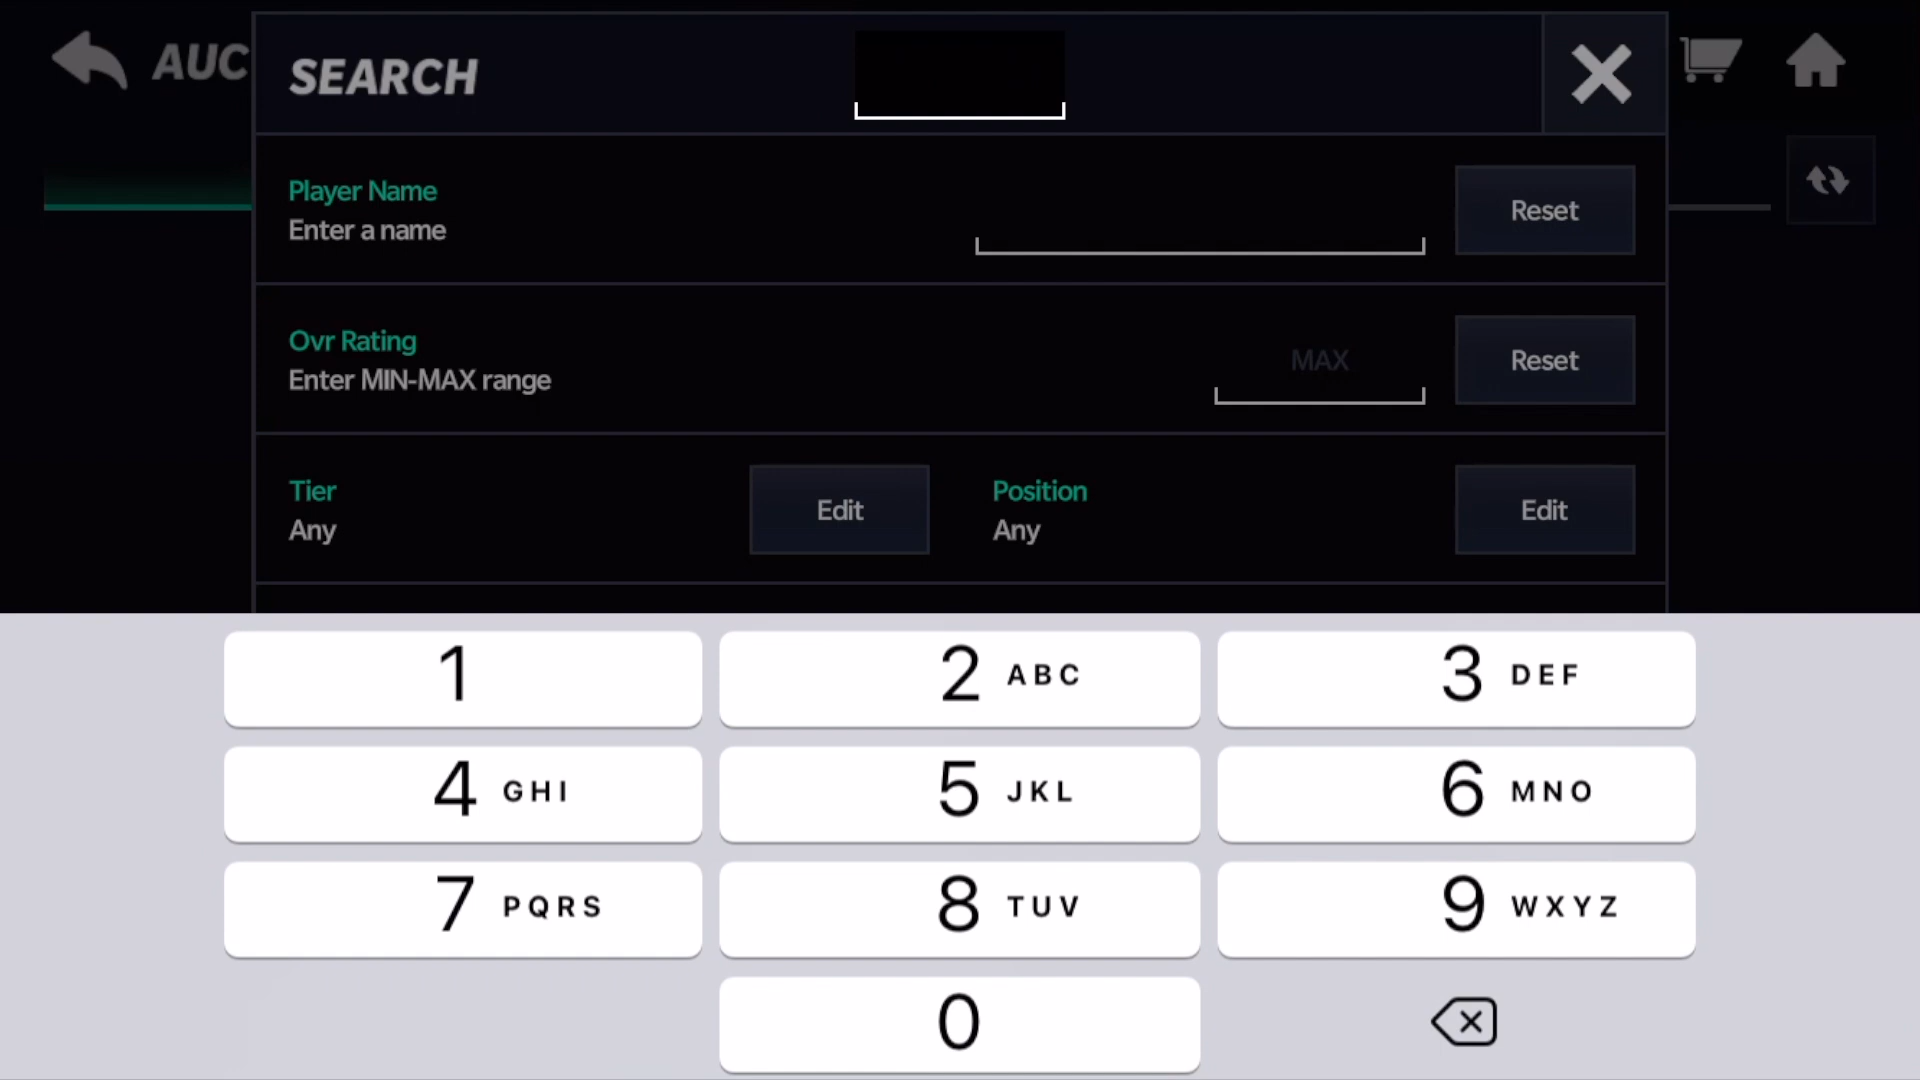 AUC
SEARCH
Player Name
Enter a name
Reset
Ovr Rating
Enter MIN-MAX range
MAX
Reset
Tier
Any
Edit
Position
Any
Edit
1
2 ABC
3 DEF
4 GHI
5 JKL
6 MNO
7 PQRS
8 TUV
9 WXYZ
0